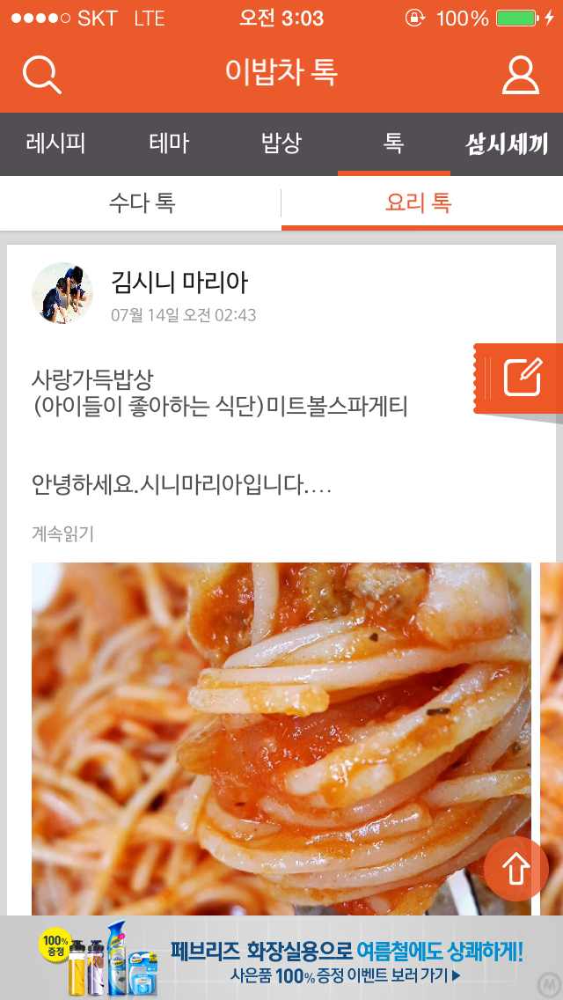 SKT LTE 오전 3:03 100%
이밥차 톡
레시피 테마 밥상 톡 삼시세끼
수다 톡 요리 톡
김시니 마리아
07월 14일 오전 02:43
사랑가득밥상
(아이들이 좋아하는 식단)미트볼스파게티
안녕하세요.시니마리아입니다....
계속읽기
100%
증정
페브리즈 화장실용으로 여름철에도 상쾌하게!
사은품 100%증정 이벤트 보러 가기▶
M